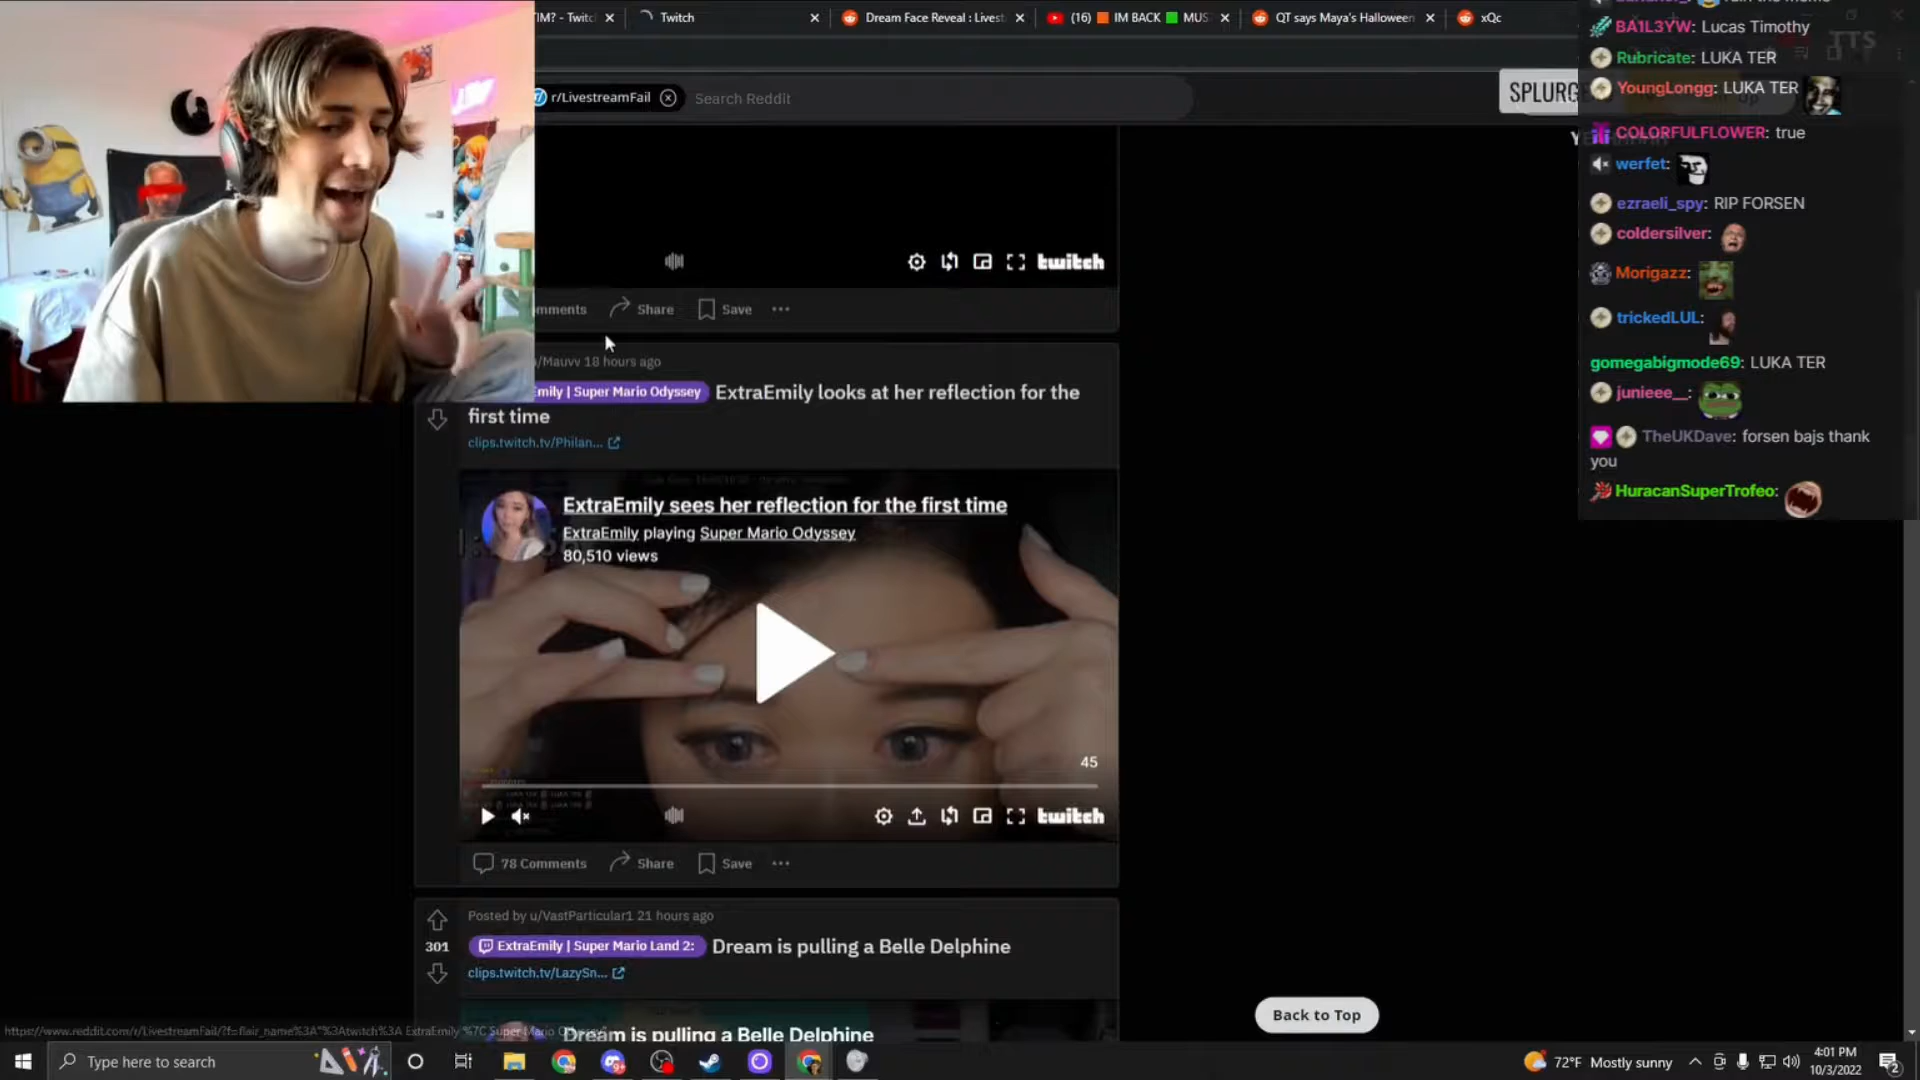 TIM? - Twitc
Twitch
Dream Face Reveal : Livest
(16) IM BACK MUS
QT says Maya's Halloween
xQc
r/LivestreamFail
Search Reddit
SPLURG
TTS
BA1L3YW: Lucas Timothy
Rubricate: LUKA TER
YoungLongg: LUKA TER
COLORFULFLOWER: true
werfet:
ezraeli_spy: RIP FORSEN
coldersilver:
Morigazz:
trickedLUL:
gomegabigmode69: LUKA TER
junieee__:
TheUKDave: forsen bajs thank
you
HuracanSuperTrofeo:
twitch
mments
Share
Save
u/Mauvv 18 hours ago
Emily | Super Mario Odyssey
ExtraEmily looks at her reflection for the
first time
clips.twitch.tv/Philan...
ExtraEmily sees her reflection for the first time
ExtraEmily playing Super Mario Odyssey
80,510 views
45
twitch
78 Comments
Share
Save
Posted by u/VastParticular1 21 hours ago
301
ExtraEmily | Super Mario Land 2:
Dream is pulling a Belle Delphine
clips.twitch.tv/LazySn...
Dream is pulling a Belle Delphine
Back to Top
Type here to search
72°F Mostly sunny
4:01 PM
10/3/2022
2